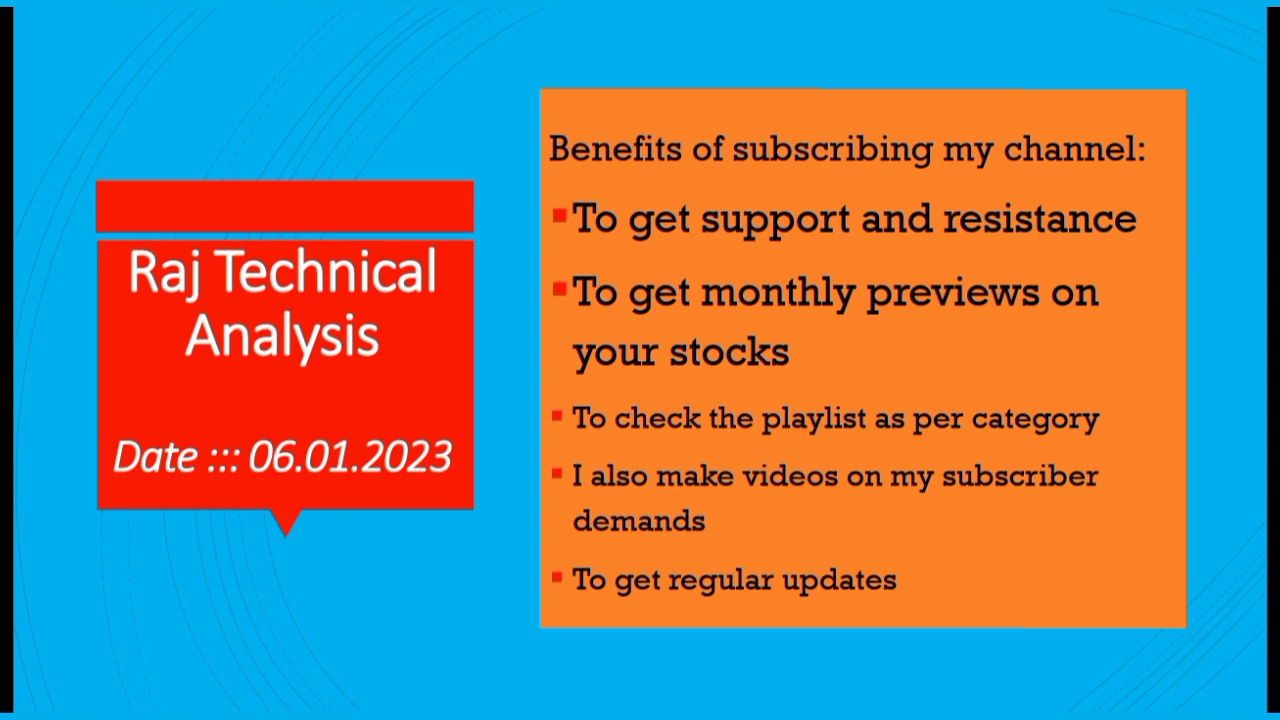 Raj Technical
Analysis
Date ::: 06.01.2023
Benefits of subscribing my channel:
To get support and resistance
To get monthly previews on
your stocks
To check the playlist as per category
I also make videos on my subscriber
demands
To get regular updates